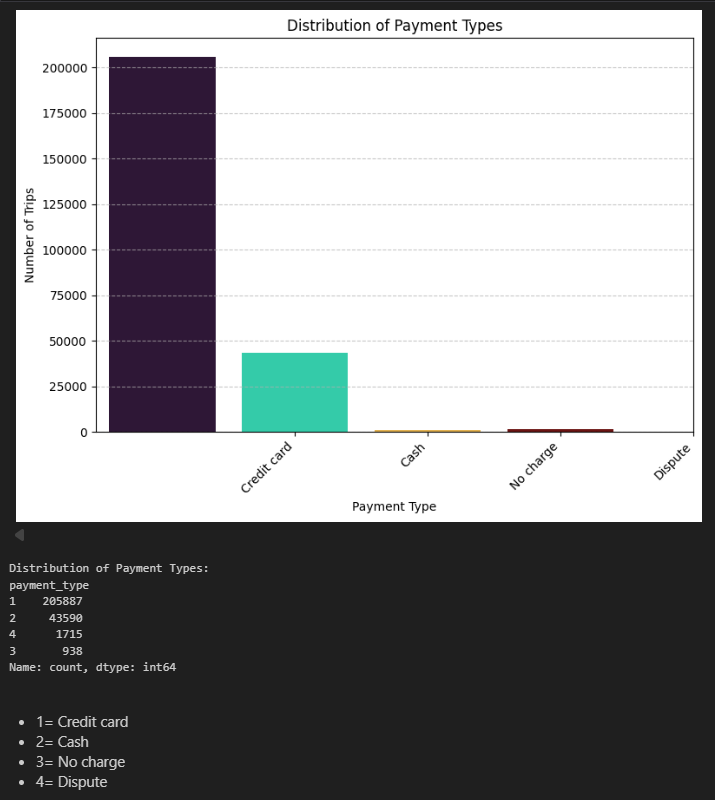 Distribution of Payment Types
200000
175000
150000
125000
100000
75000
50000
25000
0
Number of Trips
Credit card
Cash
No charge
Dispute
Payment Type
Distribution of Payment Types:
payment_type
1 205887
2 43590
4 1715
3 938
Name: count, dtype: int64
• 1= Credit card
• 2= Cash
• 3= No charge
• 4= Dispute